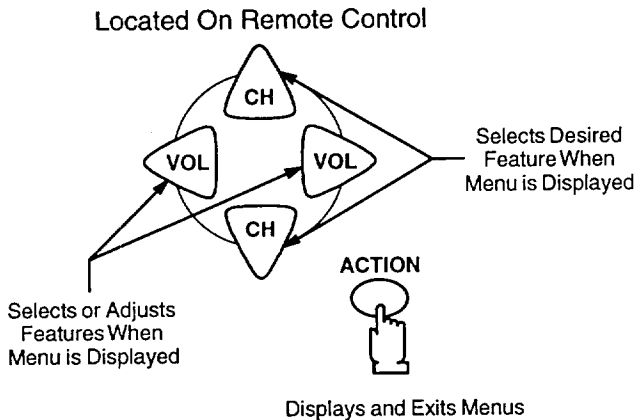 Located On Remote Control
CH
VOL
VOL
CH
Selects Desired
Feature When
Menu is Displayed
ACTION
Selects or Adjusts
Features When
Menu is Displayed
Displays and Exits Menus